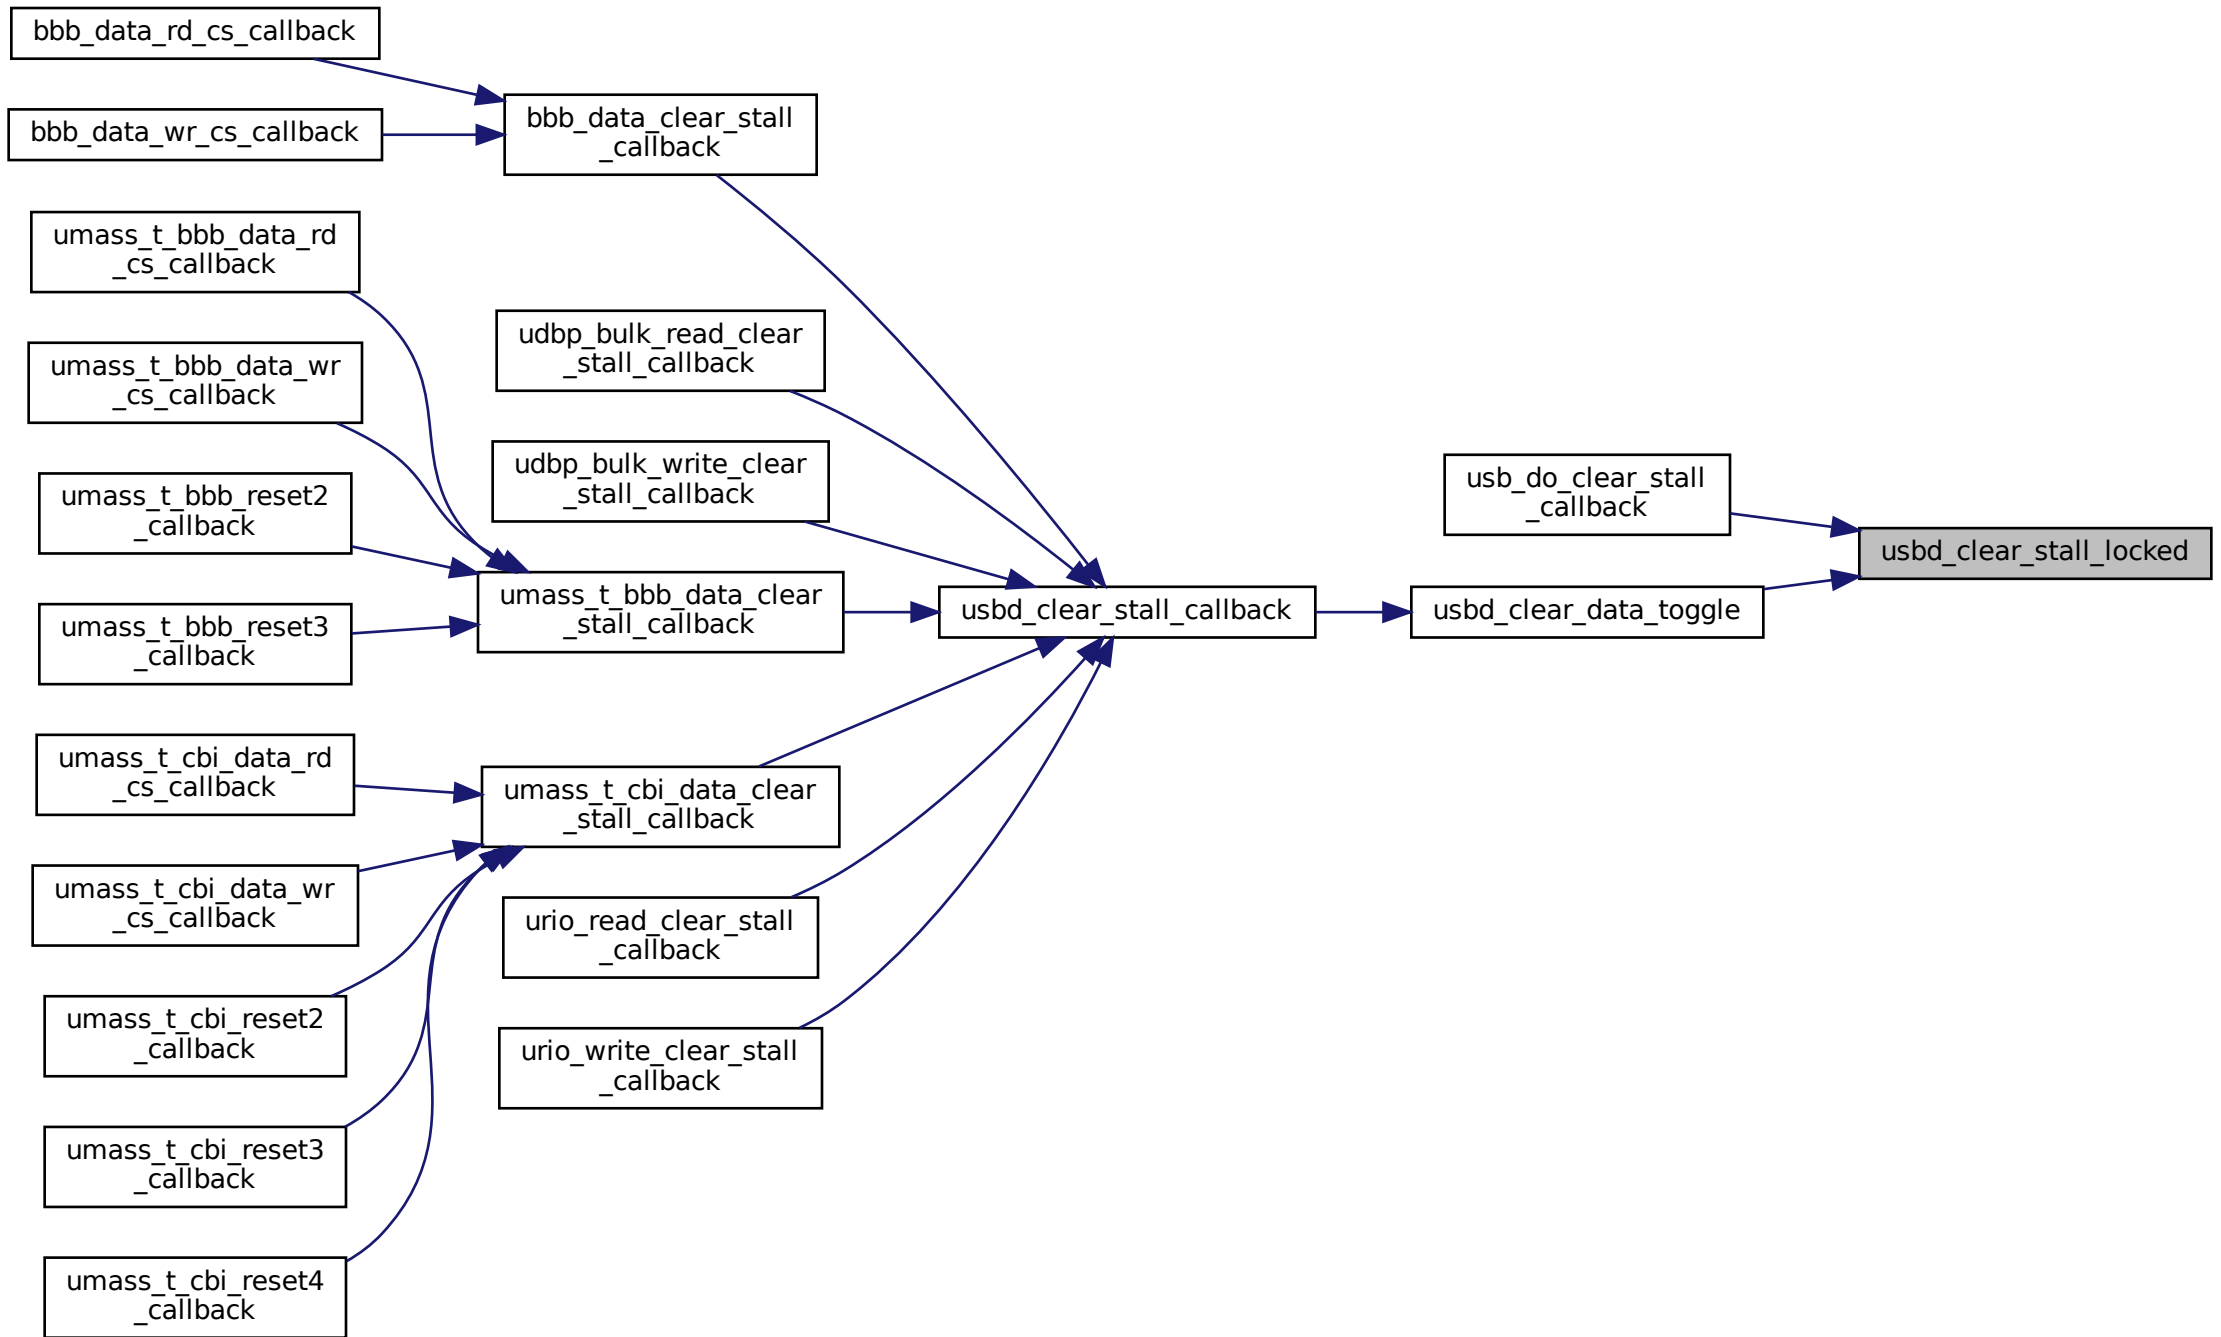 bbb_data_rd_cs_callback
bbb_data_wr_cs_callback
umass_t_bbb_data_rd
_cs_callback
umass_t_bbb_data_wr
_cs_callback
umass_t_bbb_reset2
_callback
umass_t_bbb_reset3
_callback
umass_t_cbi_data_rd
_cs_callback
umass_t_cbi_data_wr
_cs_callback
umass_t_cbi_reset2
_callback
umass_t_cbi_reset3
_callback
umass_t_cbi_reset4
_callback
bbb_data_clear_stall
_callback
udbp_bulk_read_clear
_stall_callback
udbp_bulk_write_clear
_stall_callback
umass_t_bbb_data_clear
_stall_callback
umass_t_cbi_data_clear
_stall_callback
urio_read_clear_stall
_callback
urio_write_clear_stall
_callback
usbd_clear_stall_callback
usb_do_clear_stall
_callback
usbd_clear_data_toggle
usbd_clear_stall_locked